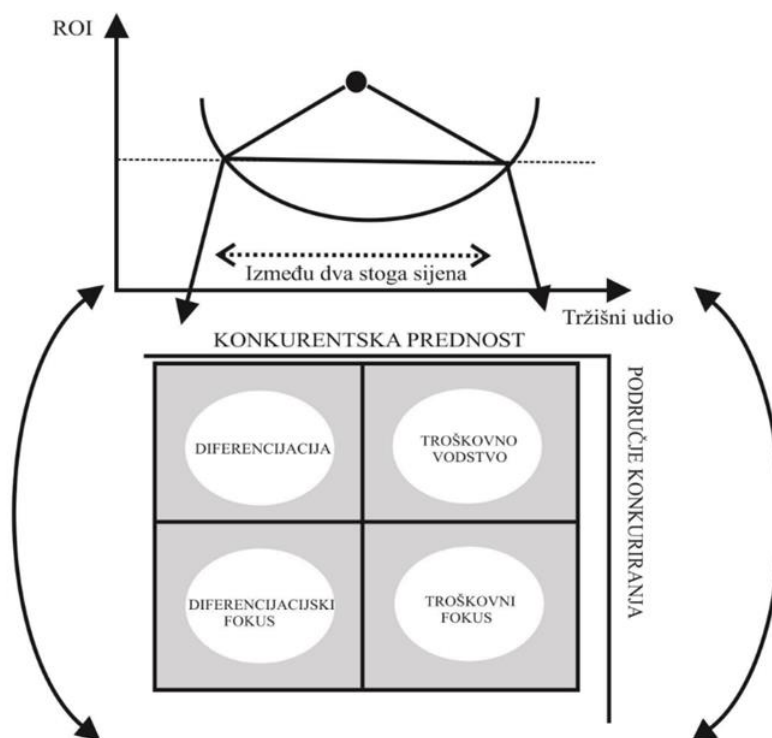 ROI
Između dva stoga sijena
Tržišni udio
KONKURENTSKA PREDNOST
PODRUČJE KONKURIRANJA
DIFERENCIJACIJA
TROŠKOVNO
VODSTVO
DIFERENCIJACIJSKI
FOKUS
TROŠKOVNI
FOKUS